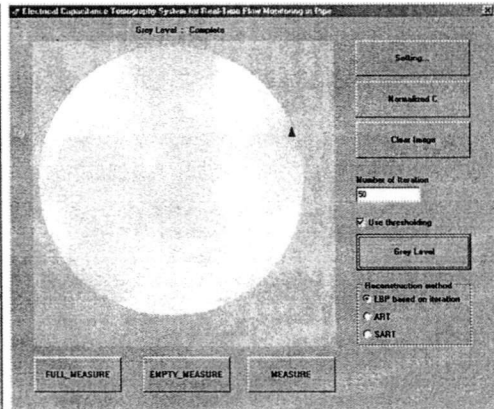 Electrical Capacitance Tomography System for Real-Time Flow Monitoring in Pipe
Grey Level : Complete
Setting...
Normalized C
Clear Image
Number of Iteration
50
Use thresholding
Grey Level
Reconstruction method
LBP based on iteration
ART
SART
FULL_MEASURE
EMPTY_MEASURE
MEASURE